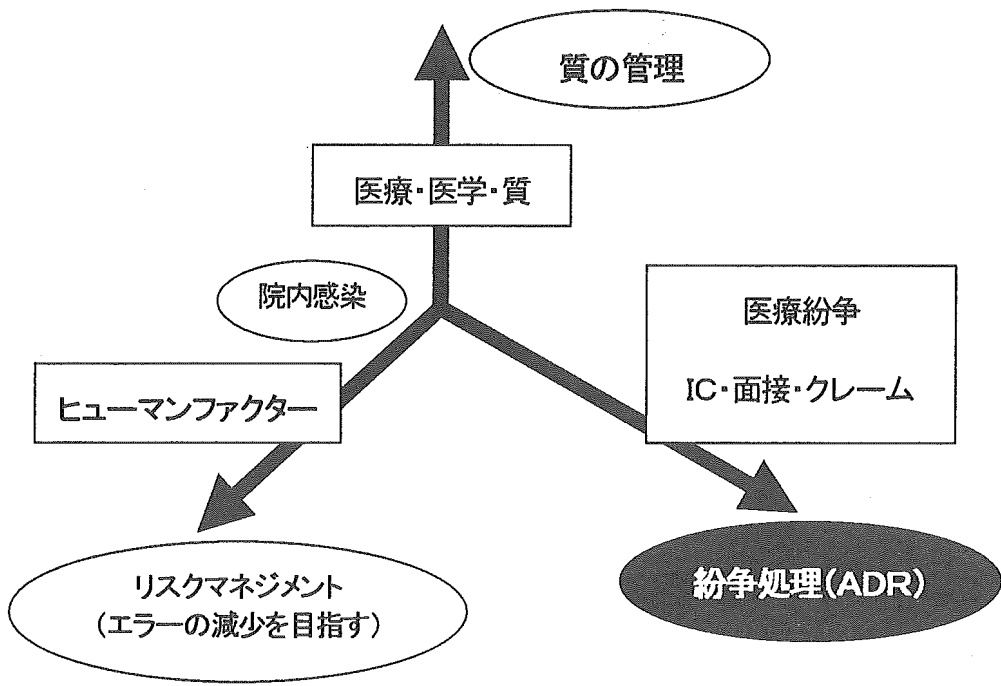 質の管理
医療・医学・質
院内感染
医療紛争
IC・面接・クレーム
ヒューマンファクター
リスクマネジメント
(エラーの減少を目指す)
紛争処理(ADR)